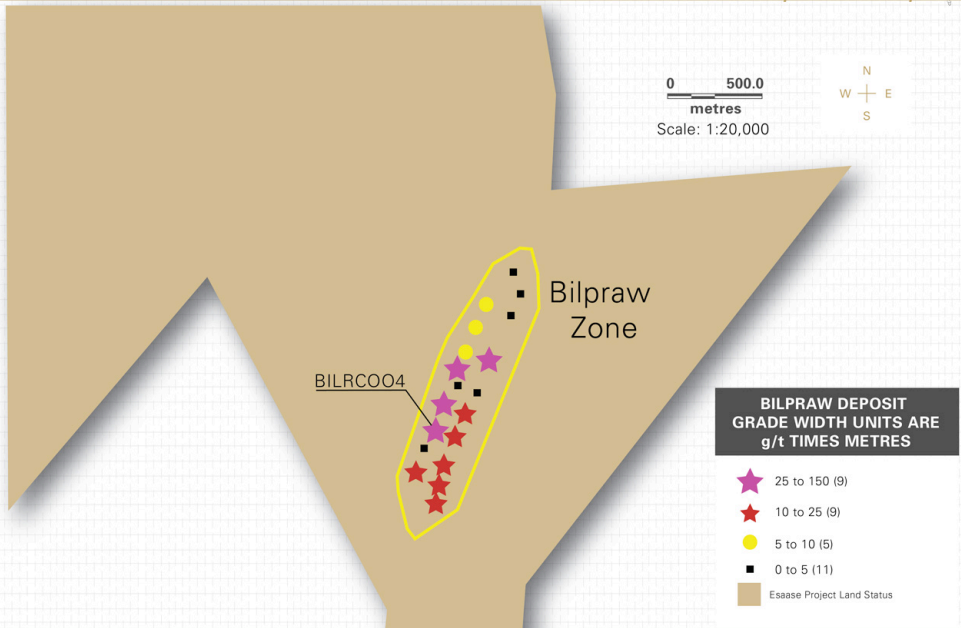 0 500.0
metres
Scale: 1:20,000
N
W E
S
Bilpraw
Zone
BILRCOO4
BILPRAW DEPOSIT
GRADE WIDTH UNITS ARE
g/t TIMES METRES
25 to 150 (9)
10 to 25 (9)
5 to 10 (5)
0 to 5 (11)
Esaase Project Land Status